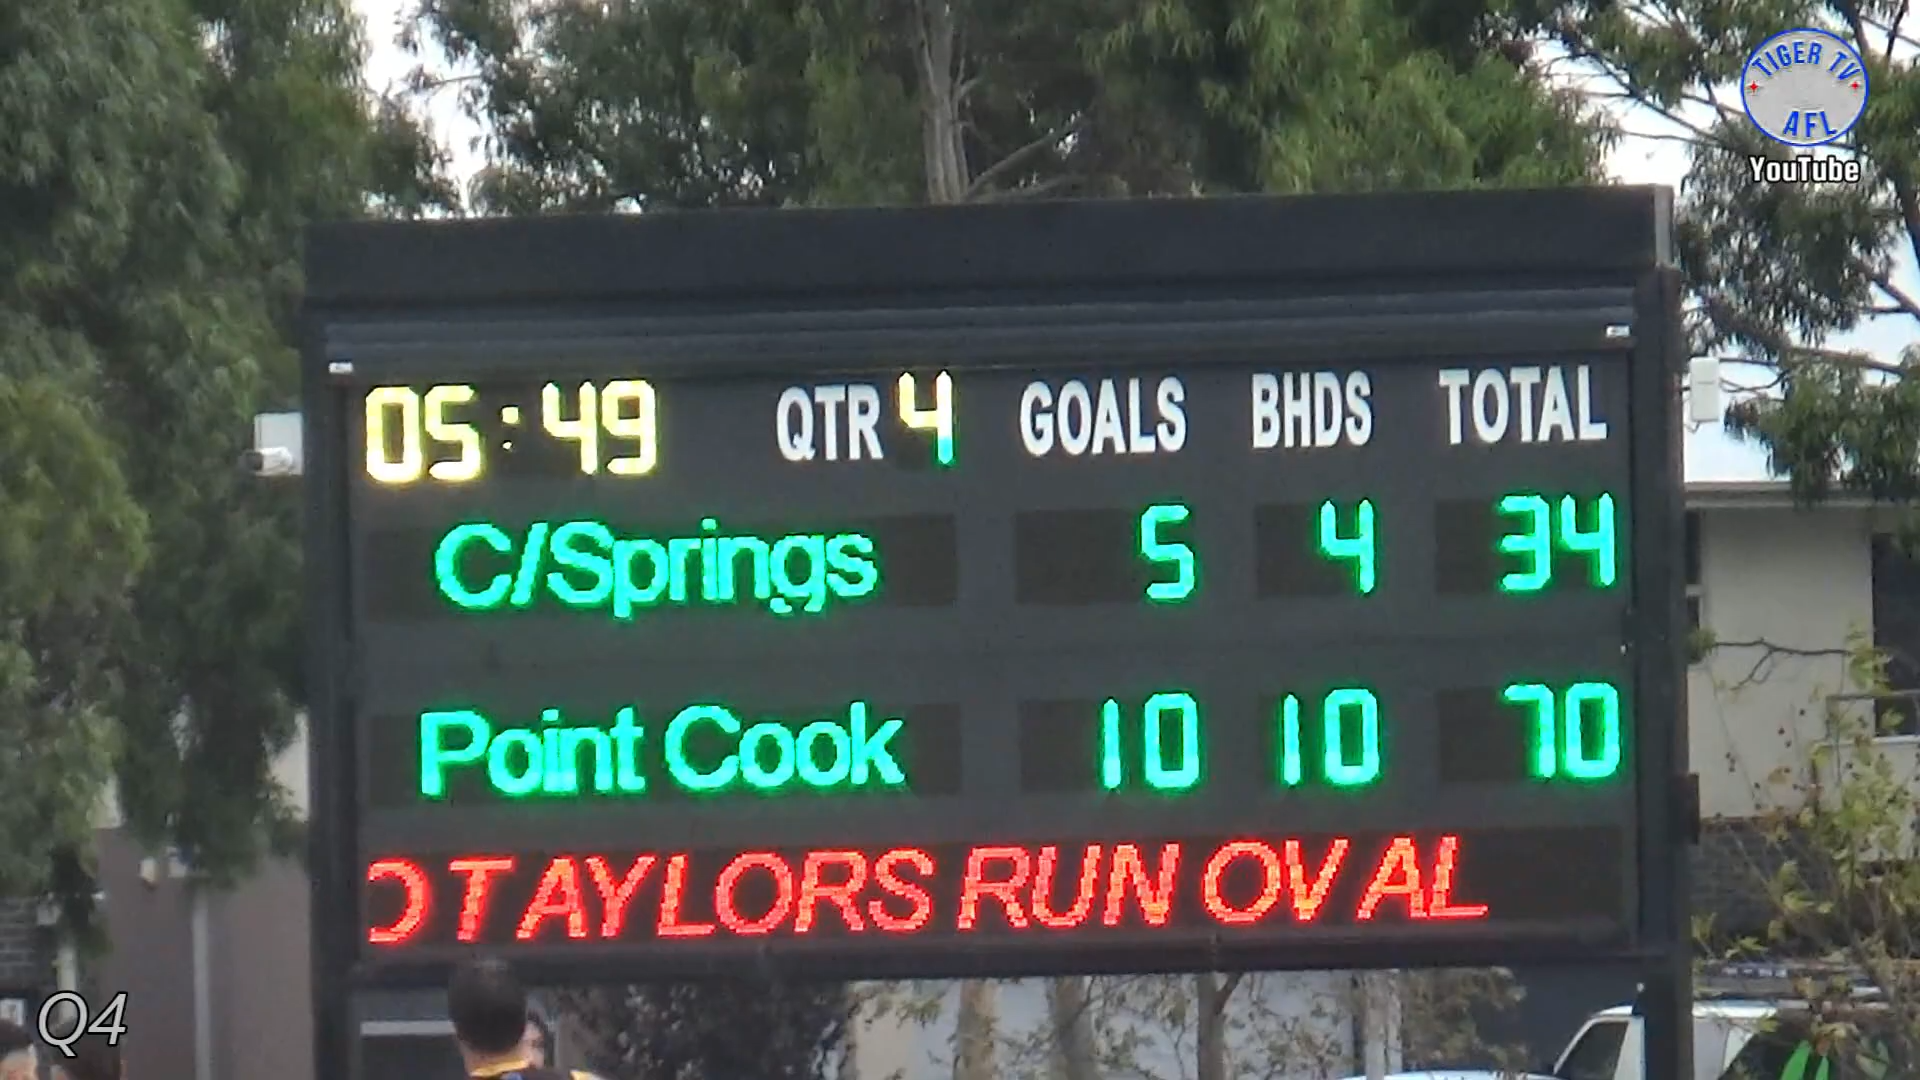 TIGER TV
AFL
YouTube
05:49 QTR 4 GOALS BHDS TOTAL
C/Springs 5 4 34
Point Cook 10 10 70
O TAYLORS RUN OVAL
Q4